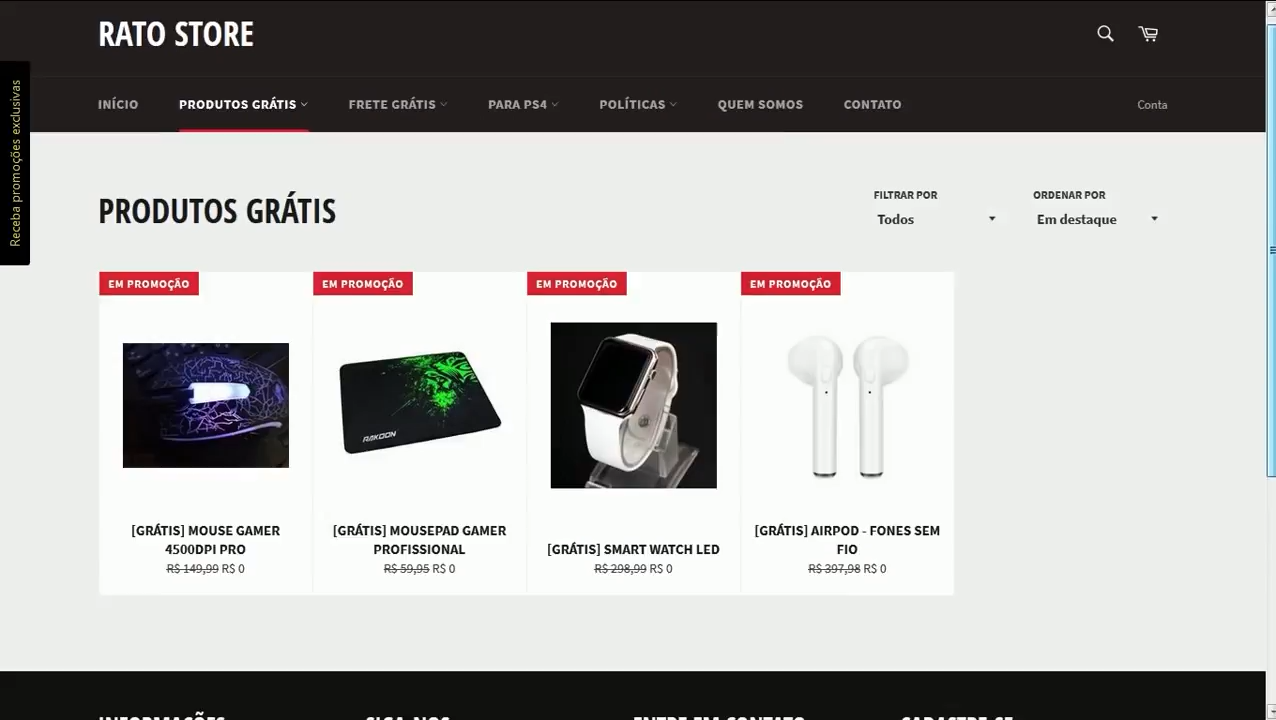 RATO STORE
Receba promoções exclusivas
INÍCIO PRODUTOS GRÁTIS FRETE GRÁTIS PARA PS4 POLÍTICAS QUEM SOMOS CONTATO Conta
PRODUTOS GRÁTIS
FILTRAR POR
Todos
ORDENAR POR
Em destaque
EM PROMOÇÃO
[GRÁTIS] MOUSE GAMER
4500DPI PRO
R$ 149,99 R$ 0
EM PROMOÇÃO
RAKOON
[GRÁTIS] MOUSEPAD GAMER
PROFISSIONAL
R$ 59,95 R$ 0
EM PROMOÇÃO
[GRÁTIS] SMART WATCH LED
R$ 298,99 R$ 0
EM PROMOÇÃO
[GRÁTIS] AIRPOD - FONES SEM
FIO
R$ 397,98 R$ 0
INFORMAÇÕES SIGA-NOS ENTRE EM CONTATO CADASTRE-SE